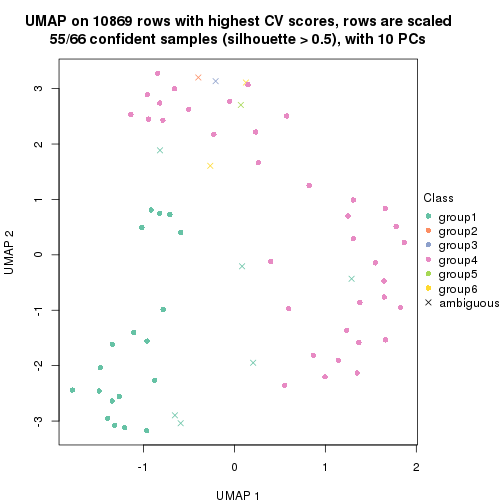 UMAP on 10869 rows with highest CV scores, rows are scaled
55/66 confident samples (silhouette > 0.5), with 10 PCs
3
2
1
0
-1
-2
-3
UMAP 2
-1
0
1
2
UMAP 1
Class
group1
group2
group3
group4
group5
group6
ambiguous